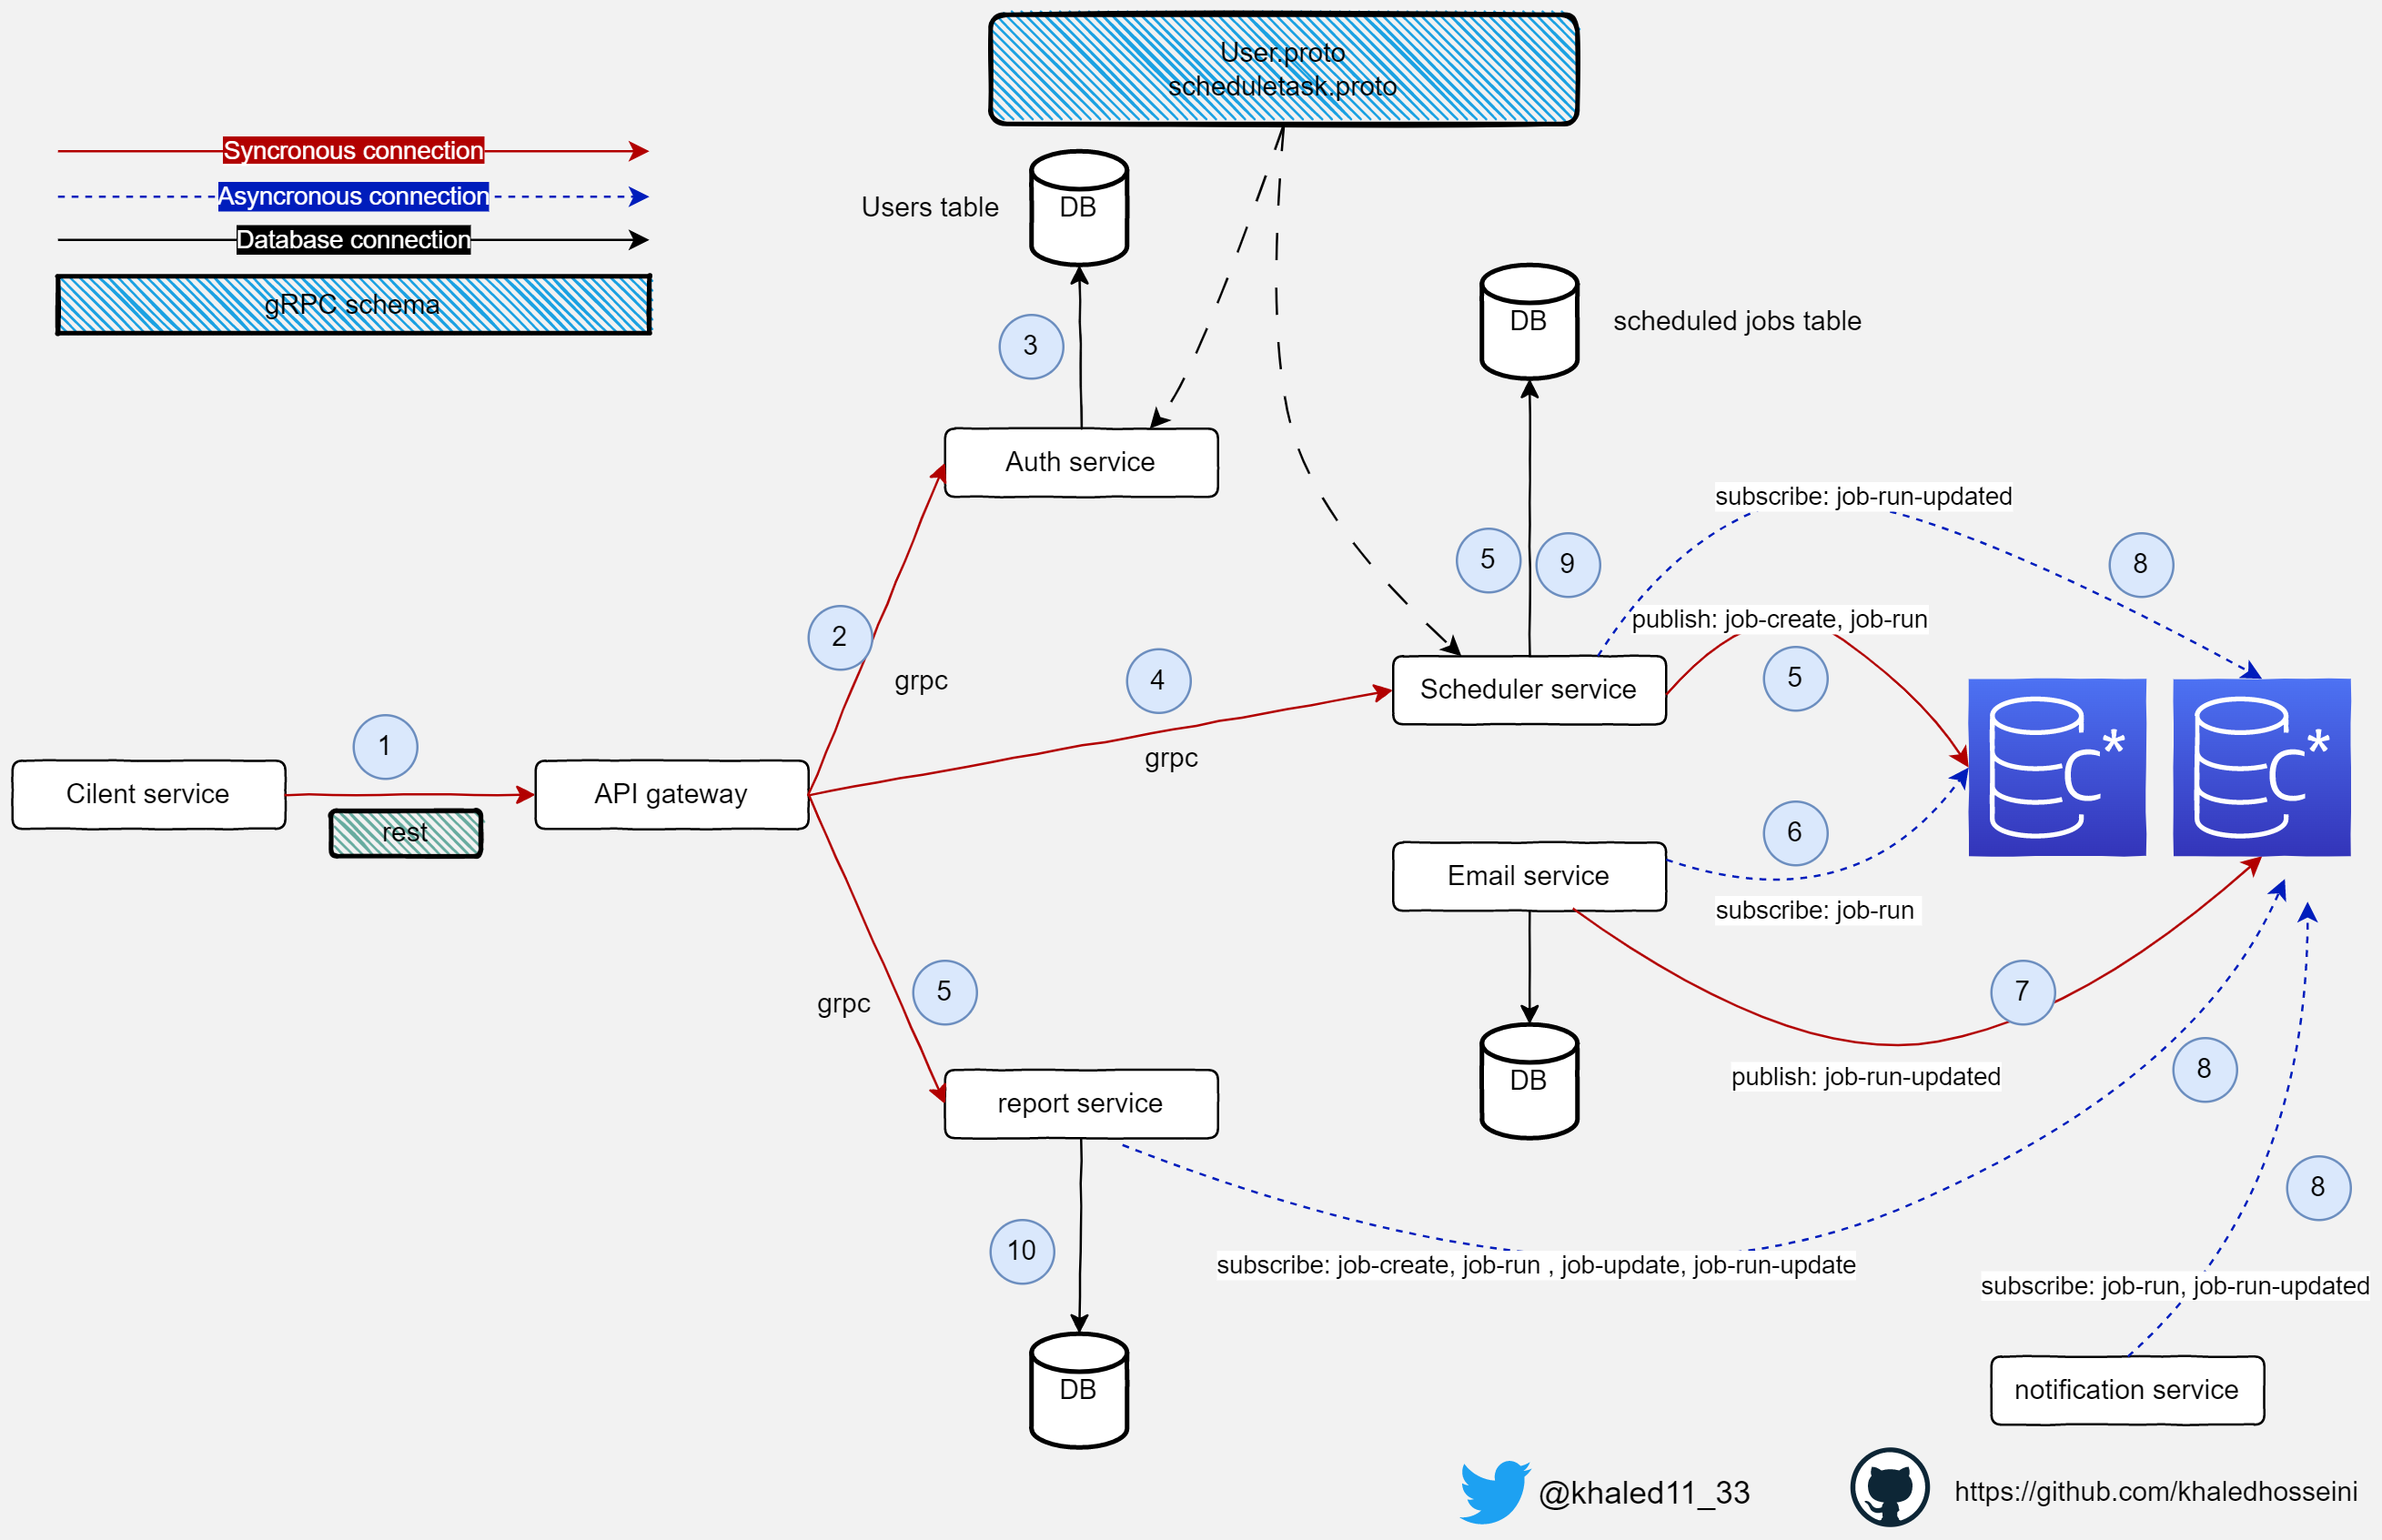 User.proto
scheduletask.proto
Syncronous connection
Asyncronous connection
Database connection
gRPC schema
Users table
DB
DB
scheduled jobs table
3
Auth service
subscribe: job-run-updated
5
9
8
publish: job-create, job-run
2
grpc
4
5
Scheduler service
grpc
1
Cilent service
API gateway
rest
C*
C*
6
Email service
subscribe: job-run
5
grpc
7
publish: job-run-updated
DB
8
report service
8
10
subscribe: job-create, job-run , job-update, job-run-update
subscribe: job-run, job-run-updated
DB
notification service
@khaled11_33
https://github.com/khaledhosseini